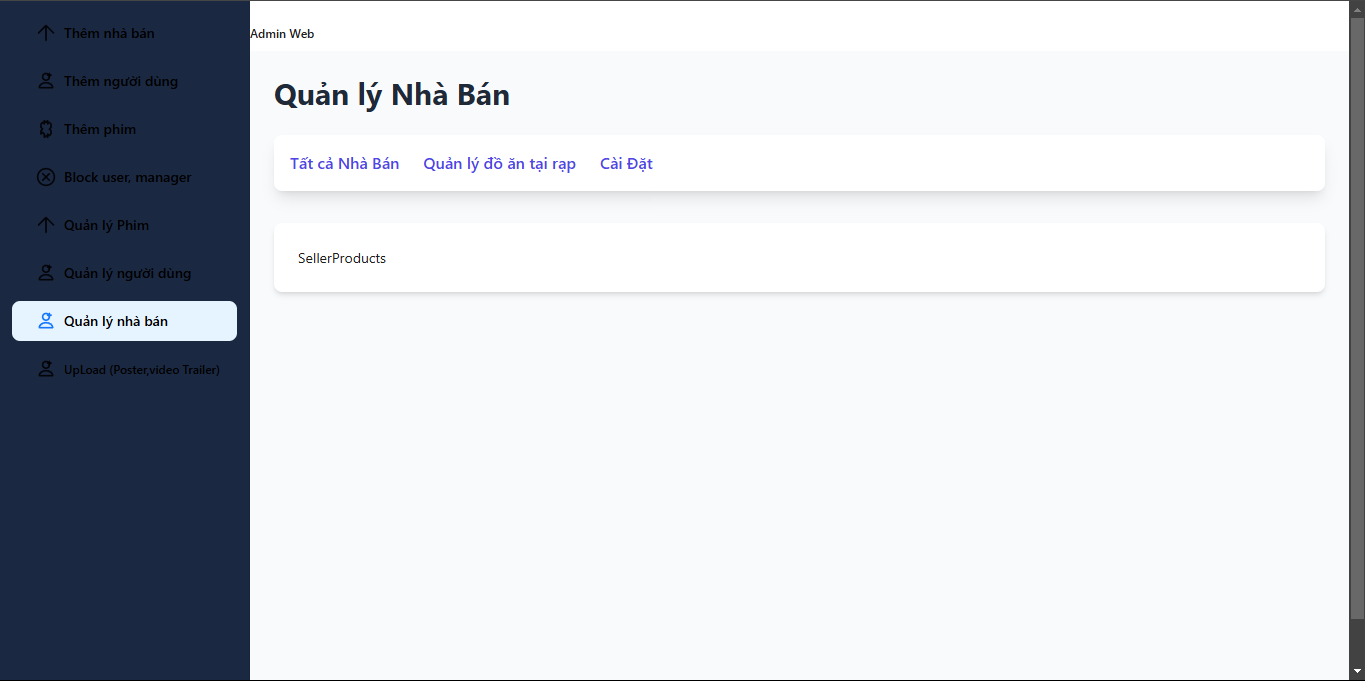 Thêm nhà bán
Thêm người dùng
Thêm phim
Block user, manager
Quản lý Phim
Quản lý người dùng
Quản lý nhà bán
UpLoad (Poster,video Trailer)
Admin Web
Quản lý Nhà Bán
Tất cả Nhà Bán Quản lý đồ ăn tại rạp Cài Đặt
SellerProducts